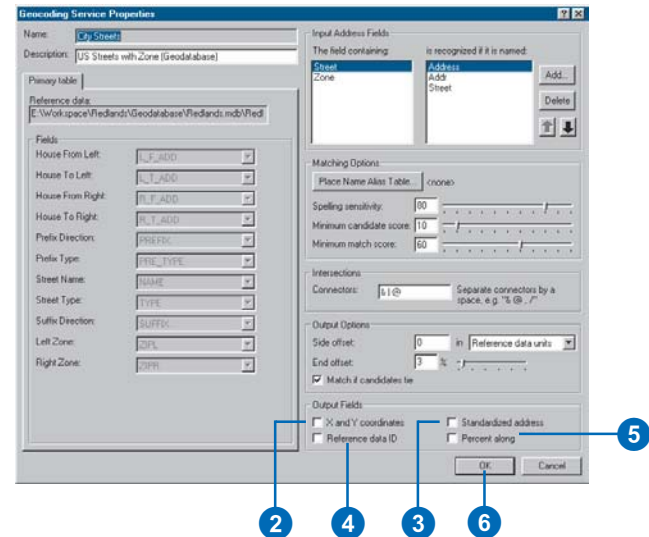 Geocoding Service Properties
Name: City Streets
Description: US Streets with Zone (Geodatabase)
Primary table
Reference data:
E:\Workspace\Redlands\Geodatabase\Redlands.mdb\Redl
Fields
House From Left: L_F_ADD
House To Left: L_T_ADD
House From Right: R_F_ADD
House To Right: R_T_ADD
Prefix Direction: PREFIX
Prefix Type: PRE_TYPE
Street Name: NAME
Street Type: TYPE
Suffix Direction: SUFFIX
Left Zone: ZIPL
Right Zone: ZIPR
Input Address Fields
The field containing: is recognized if it is named:
Street
Zone
Address
Addr
Street
Add...
Delete
Matching Options
Place Name Alias Table... <none>
Spelling sensitivity: 80
Minimum candidate score: 10
Minimum match score: 60
Intersections
Connectors: & | @ Separate connectors by a
space, e.g. "& @ , /"
Output Options
Side offset: 0 in Reference data units
End offset: 3 %
Match if candidates tie
Output Fields
X and Y coordinates Standardized address
Reference data ID Percent along
OK Cancel
5
2 4 3 6